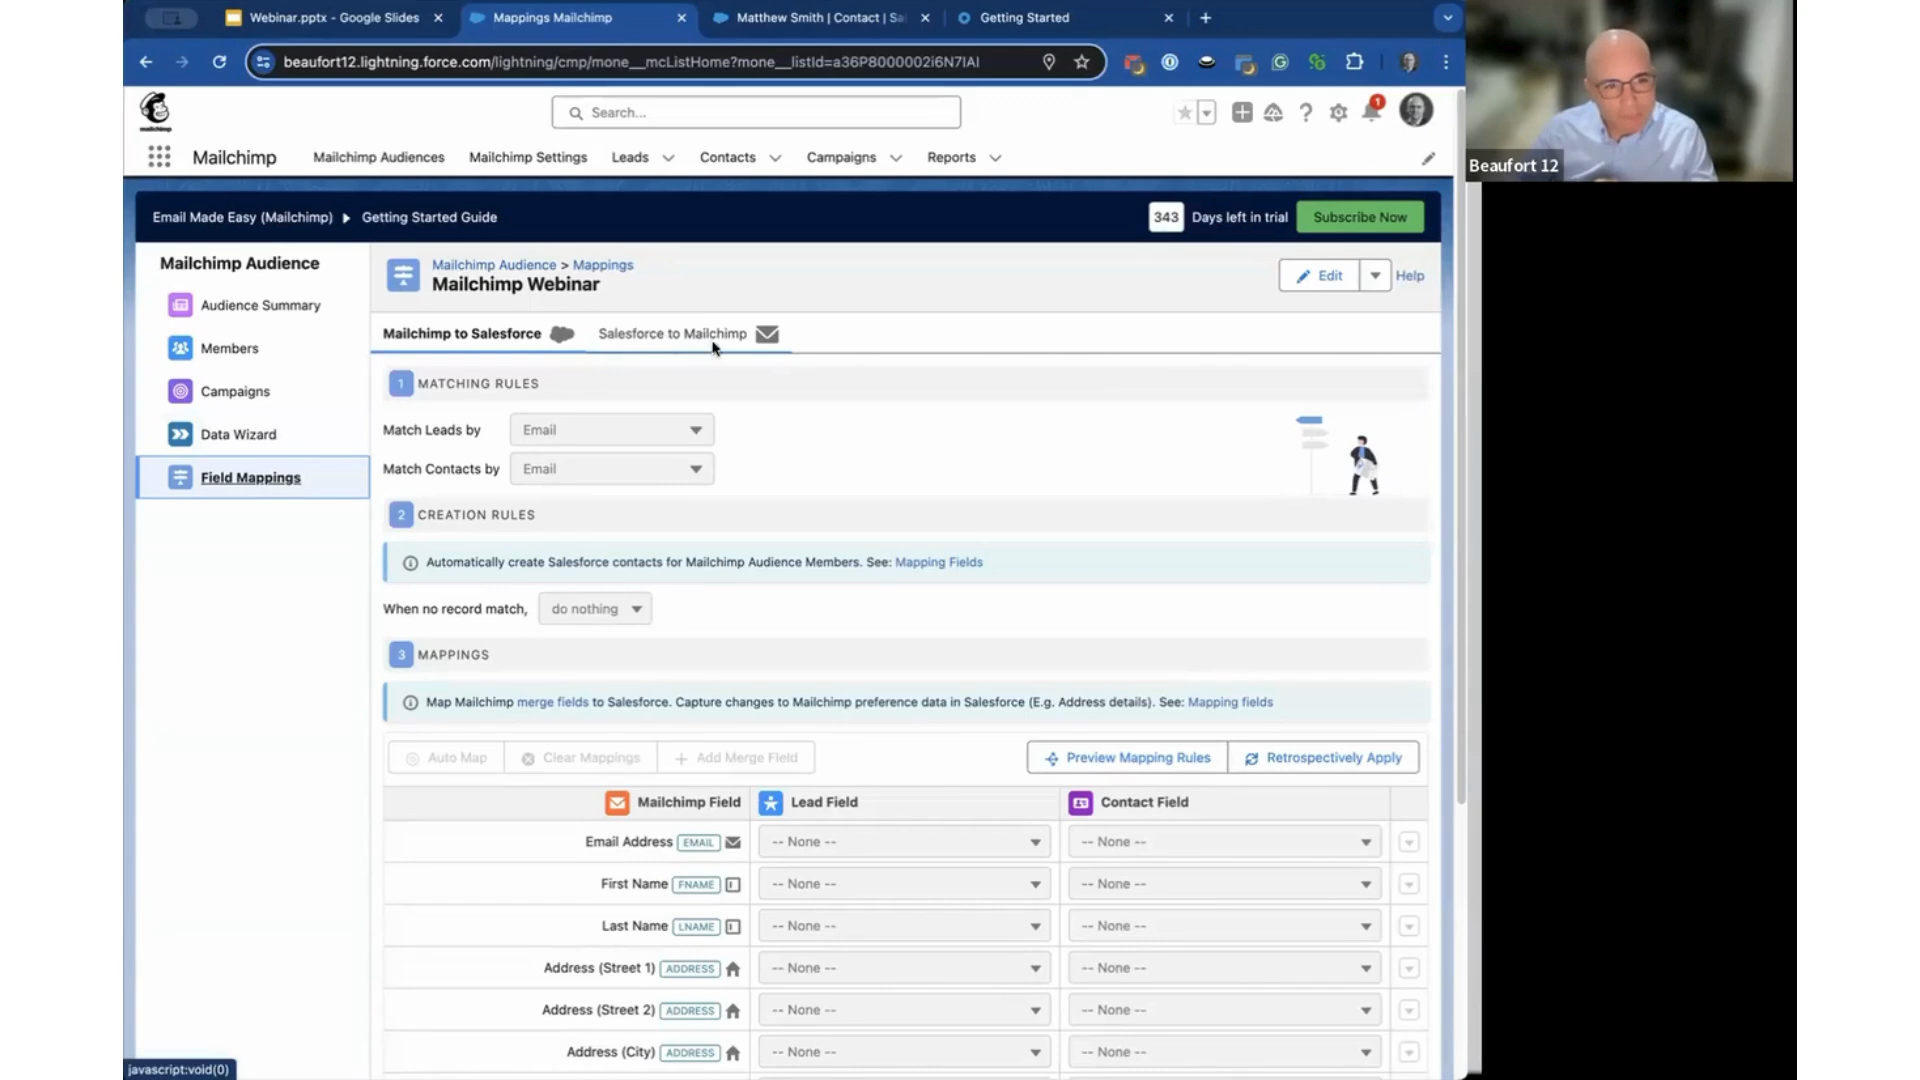 Webinar.pptx - Google Slides
Mappings Mailchimp
Matthew Smith | Contact | Sa
Getting Started
beaufort12.lightning.force.com/lightning/cmp/mone__mcListHome?mone__listId=a36P8000002i6N7IAI
mailchimp
Search...
1
Mailchimp
Mailchimp Audiences
Mailchimp Settings
Leads
Contacts
Campaigns
Reports
Beaufort 12
Email Made Easy (Mailchimp)
Getting Started Guide
343 Days left in trial
Subscribe Now
Mailchimp Audience
Audience Summary
Members
Campaigns
Data Wizard
Field Mappings
Mailchimp Audience > Mappings
Mailchimp Webinar
Edit
Help
Mailchimp to Salesforce
Salesforce to Mailchimp
1 MATCHING RULES
Match Leads by Email
Match Contacts by Email
2 CREATION RULES
Automatically create Salesforce contacts for Mailchimp Audience Members. See: Mapping Fields
When no record match, do nothing
3 MAPPINGS
Map Mailchimp merge fields to Salesforce. Capture changes to Mailchimp preference data in Salesforce (E.g. Address details). See: Mapping fields
Auto Map
Clear Mappings
Add Merge Field
Preview Mapping Rules
Retrospectively Apply
Mailchimp Field
Lead Field
Contact Field
Email Address EMAIL -- None -- -- None --
First Name FNAME -- None -- -- None --
Last Name LNAME -- None -- -- None --
Address (Street 1) ADDRESS -- None -- -- None --
Address (Street 2) ADDRESS -- None -- -- None --
Address (City) ADDRESS -- None -- -- None --
javascript:void(0)